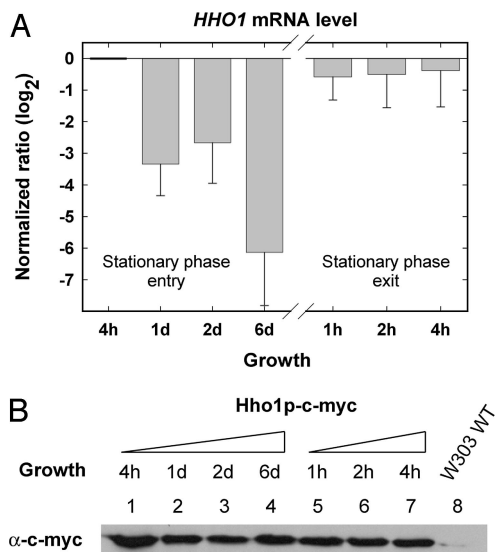 A
HHO1 mRNA level
Normalized ratio (log2)
0
-1
-2
-3
-4
-5
-6
-7
Stationary phase entry
Stationary phase exit
4h 1d 2d 6d 1h 2h 4h
Growth
B
Hho1p-c-myc
Growth 4h 1d 2d 6d 1h 2h 4h W303 WT
1 2 3 4 5 6 7 8
α-c-myc